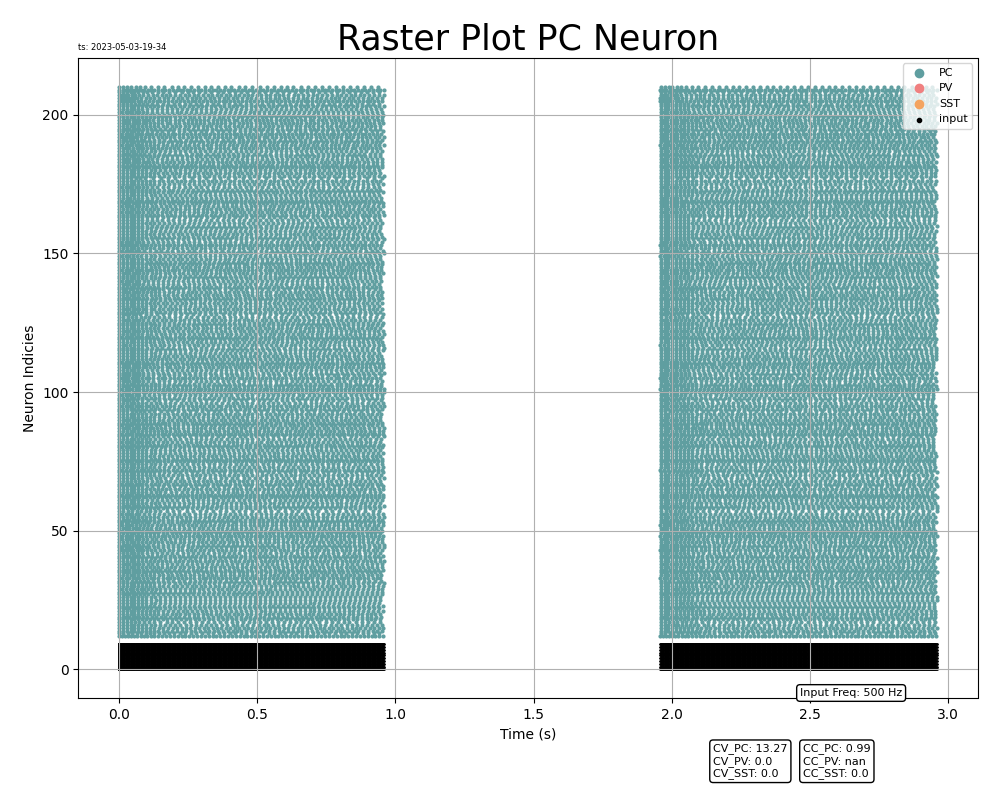 Raster Plot PC Neuron
ts: 2023-05-03-19-34
PC
PV
SST
input
200
150
100
50
0
Neuron Indicies
0.0 0.5 1.0 1.5 2.0 2.5 3.0
Time (s)
Input Freq: 500 Hz
CV_PC: 13.27
CV_PV: 0.0
CV_SST: 0.0
CC_PC: 0.99
CC_PV: nan
CC_SST: 0.0